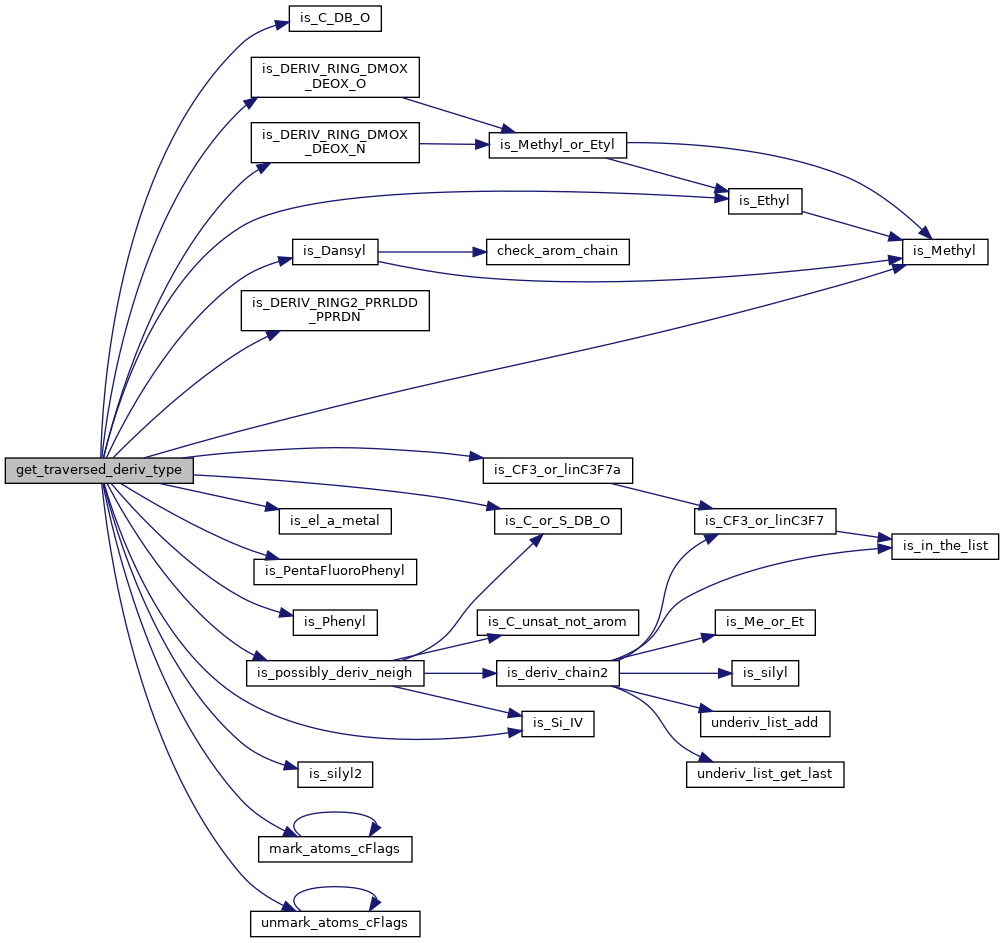 is_C_DB_O
is_DERIV_RING_DMOX
_DEOX_O
is_DERIV_RING_DMOX
_DEOX_N
is_Methyl_or_Etyl
is_Ethyl
is_Dansyl
check_arom_chain
is_Methyl
is_DERIV_RING2_PRRLDD
_PPRDN
get_traversed_deriv_type
is_CF3_or_linC3F7a
is_el_a_metal
is_C_or_S_DB_O
is_CF3_or_linC3F7
is_in_the_list
is_PentaFluoroPhenyl
is_Phenyl
is_C_unsat_not_arom
is_Me_or_Et
is_possibly_deriv_neigh
is_deriv_chain2
is_silyl
is_Si_IV
underiv_list_add
is_silyl2
underiv_list_get_last
mark_atoms_cFlags
unmark_atoms_cFlags